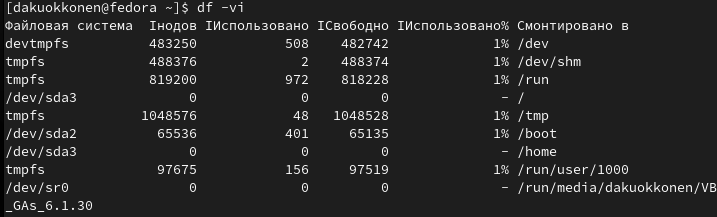 [dakuokkonen@fedora ~]$ df -vi
Файловая система  Iнодов IИспользовано IСвободно IИспользовано% Смонтировано в
devtmpfs          483250           508    482742             1% /dev
tmpfs             488376             2    488374             1% /dev/shm
tmpfs             819200           972    818228             1% /run
/dev/sda3              0             0         0              - /
tmpfs            1048576            48   1048528             1% /tmp
/dev/sda2          65536           401     65135             1% /boot
/dev/sda3              0             0         0              - /home
tmpfs              97675           156     97519             1% /run/user/1000
/dev/sr0               0             0         0              - /run/media/dakuokkonen/VB
_GAs_6.1.30